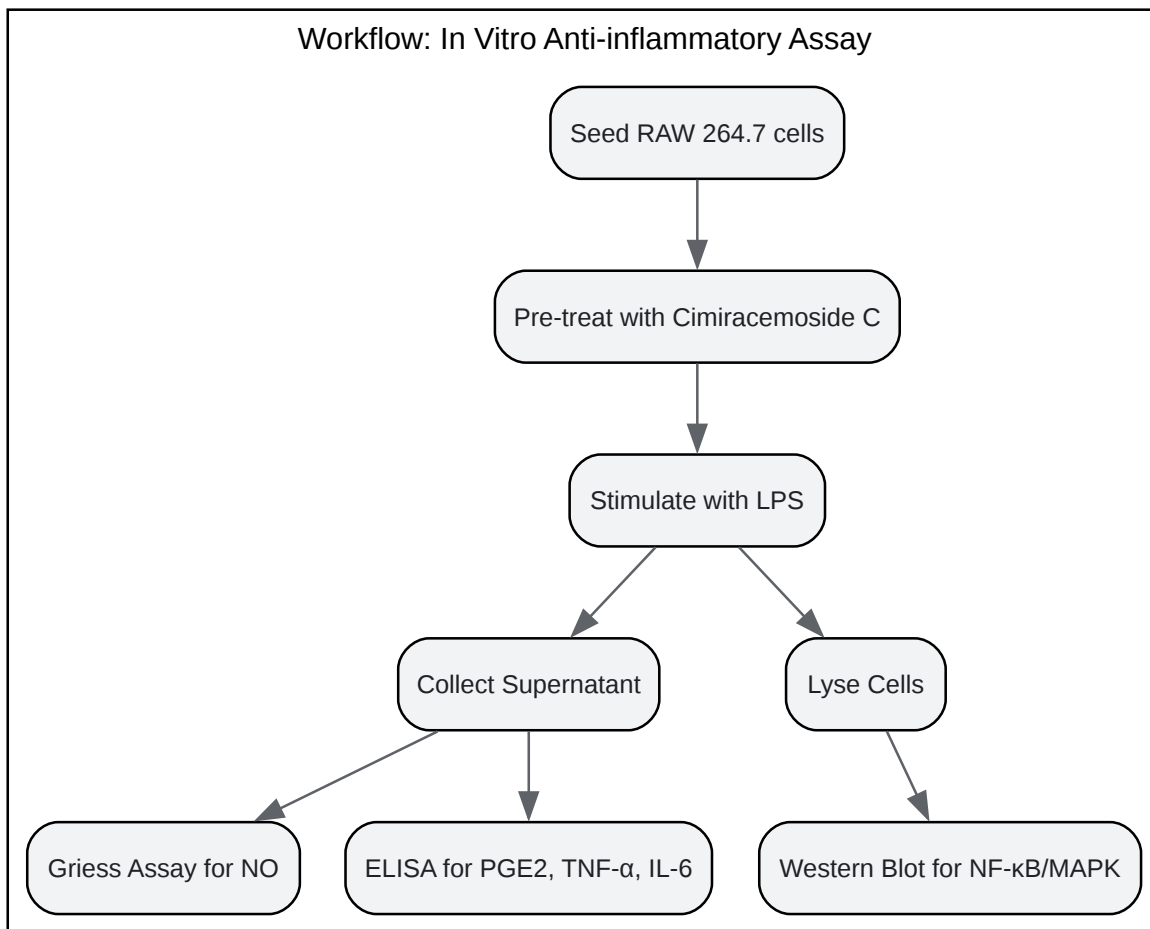 Workflow: In Vitro Anti-inflammatory Assay
Seed RAW 264.7 cells
Pre-treat with Cimiracemoside C
Stimulate with LPS
Collect Supernatant
Lyse Cells
Griess Assay for NO
ELISA for PGE2, TNF-α, IL-6
Western Blot for NF-κB/MAPK